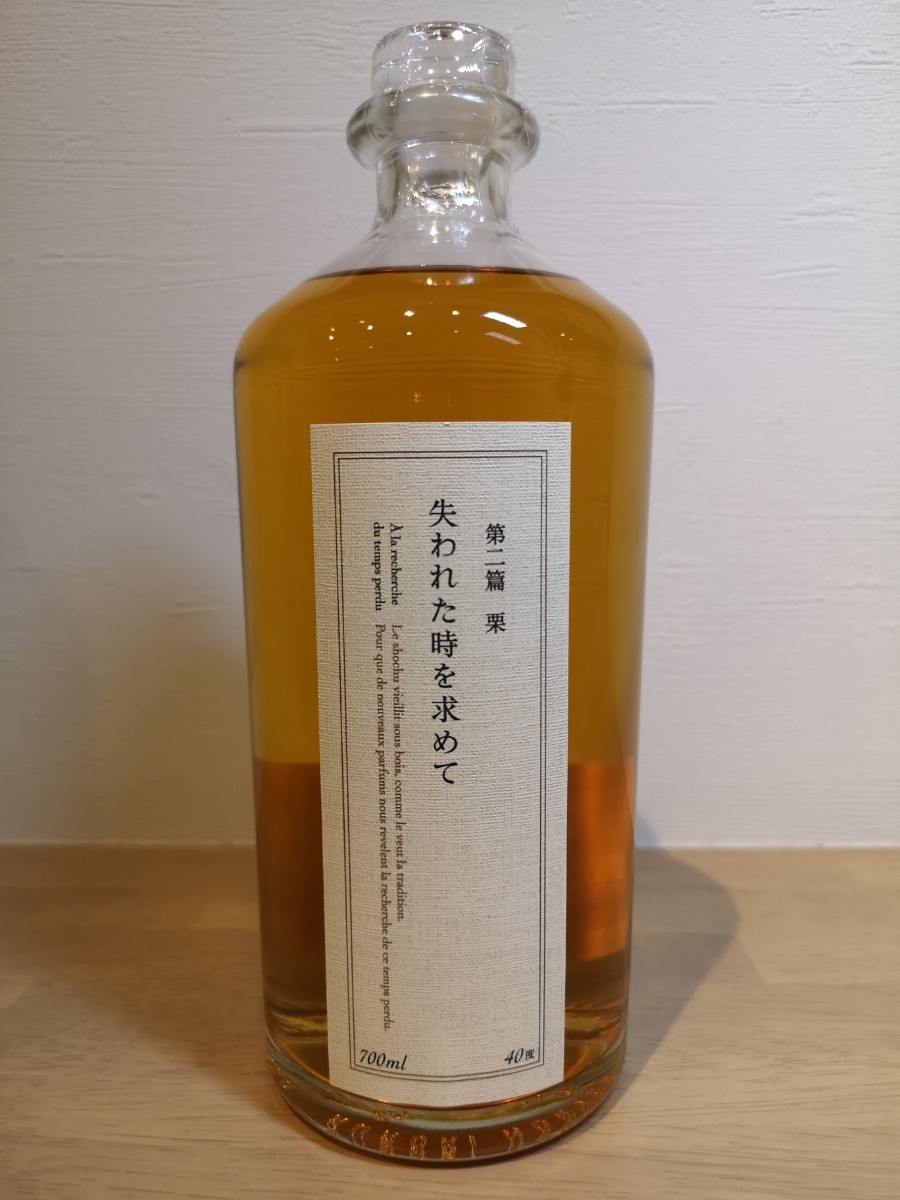 第二篇 栗
失われた時を求めて
À la recherche
du temps perdu
Le shochu vieillit sous bois, comme le veut la tradition.
Pour que de nouveaux parfums nous revelent la recherche de ce temps perdu.
700ml
40度